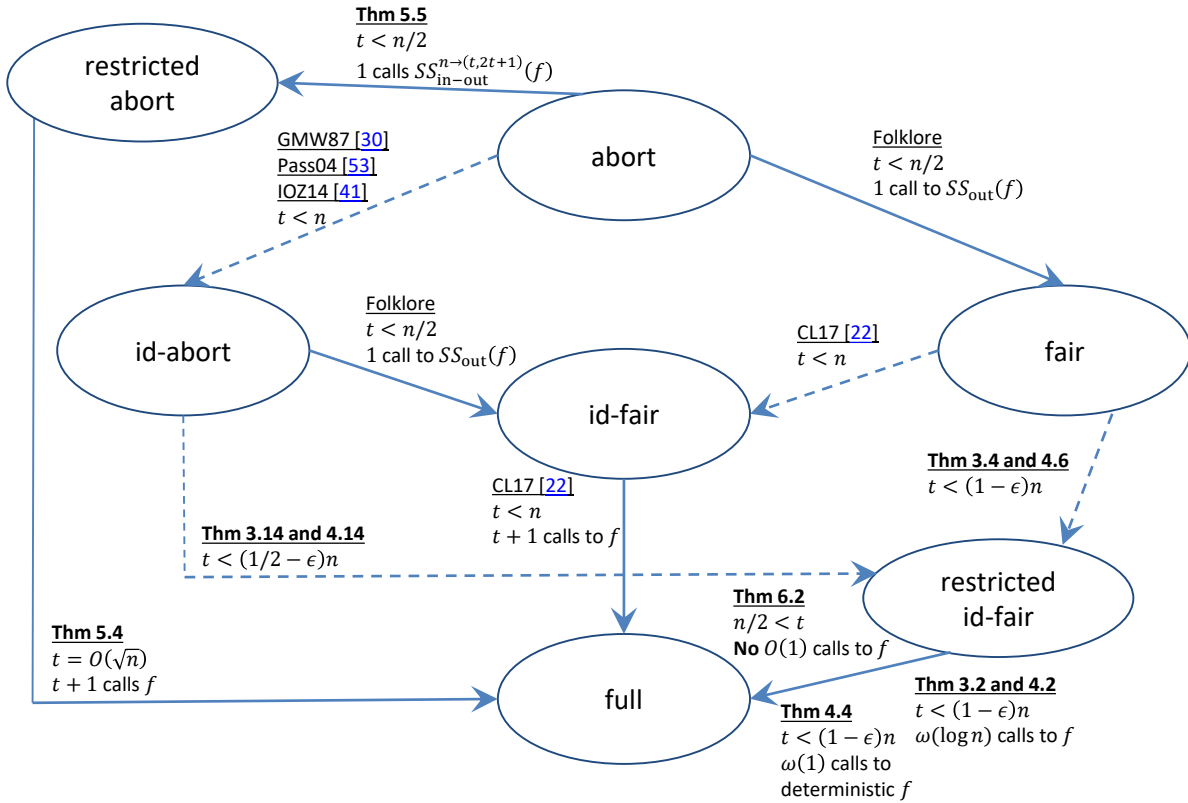 Thm 5.5
t < n/2
1 calls SS_{in−out}^{n→(t,2t+1)}(f)
restricted
abort
abort
GMW87 [30]
Pass04 [53]
IOZ14 [41]
t < n
Folklore
t < n/2
1 call to SS_{out}(f)
id-abort
Folklore
t < n/2
1 call to SS_{out}(f)
id-fair
CL17 [22]
t < n
fair
Thm 3.4 and 4.6
t < (1 − ϵ)n
CL17 [22]
t < n
t + 1 calls to f
Thm 3.14 and 4.14
t < (1/2 − ϵ)n
restricted
id-fair
Thm 6.2
n/2 < t
No O(1) calls to f
Thm 5.4
t = O(√n)
t + 1 calls f
full
Thm 4.4
t < (1 − ϵ)n
ω(1) calls to
deterministic f
Thm 3.2 and 4.2
t < (1 − ϵ)n
ω(log n) calls to f